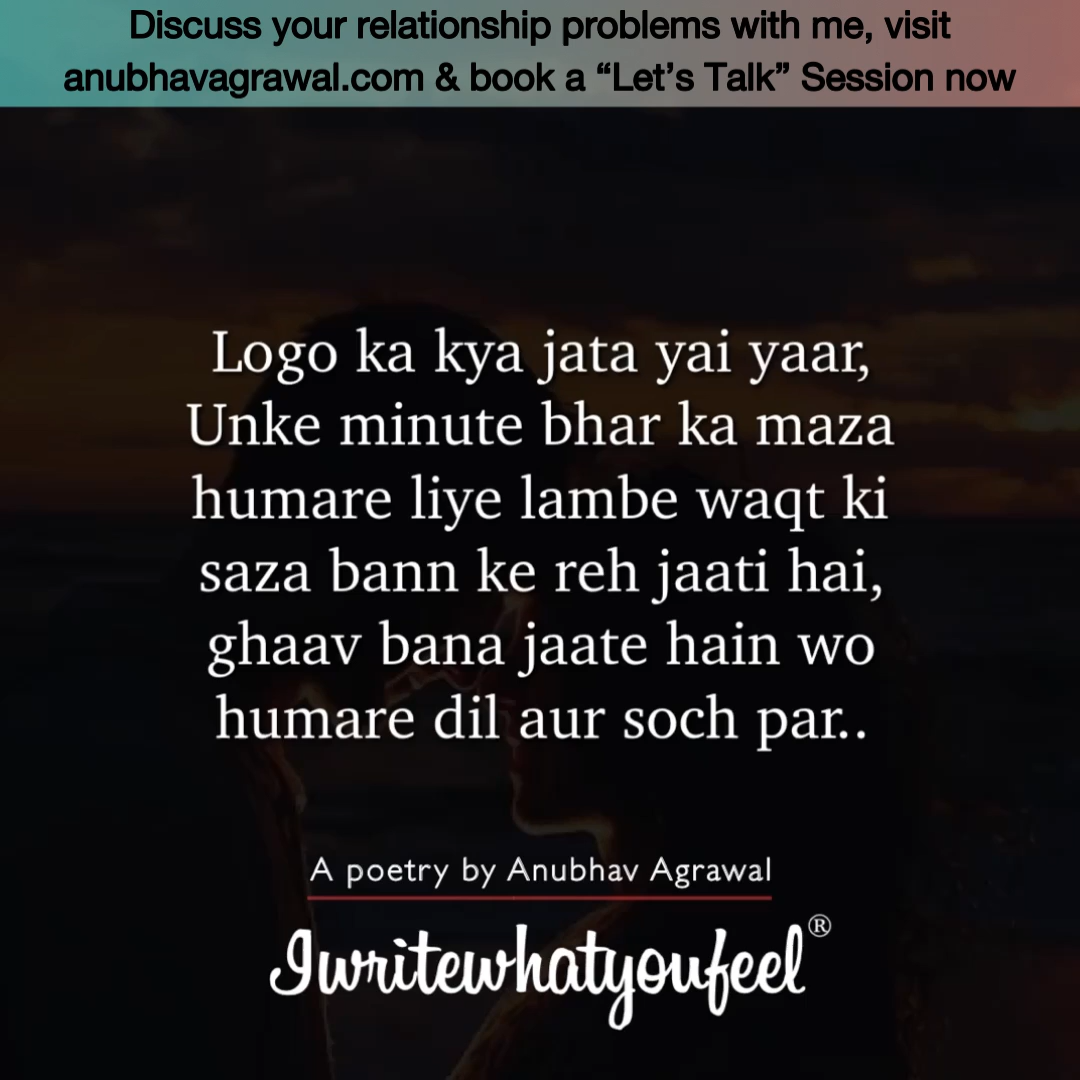 Discuss your relationship problems with me, visit
anubhavagrawal.com & book a “Let’s Talk” Session now
Logo ka kya jata yai yaar,
Unke minute bhar ka maza
humare liye lambe waqt ki
saza bann ke reh jaati hai,
ghaav bana jaate hain wo
humare dil aur soch par..
A poetry by Anubhav Agrawal
Iwritewhatyoufeel®